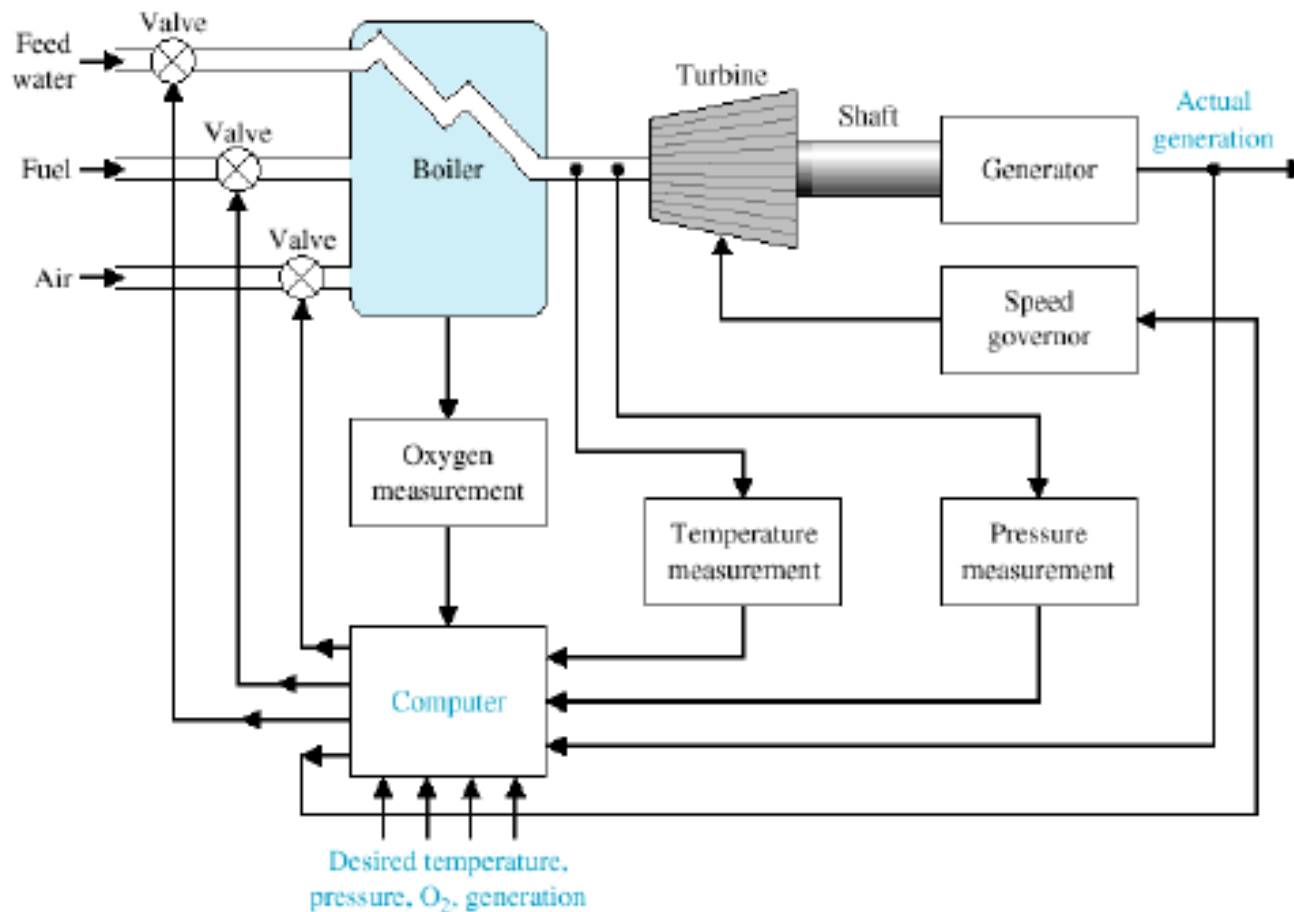 Valve
Feed
water
Turbine
Actual
generation
Shaft
Valve
Fuel
Boiler
Generator
Valve
Air
Speed
governor
Oxygen
measurement
Temperature
measurement
Pressure
measurement
Computer
Desired temperature,
pressure, O₂, generation